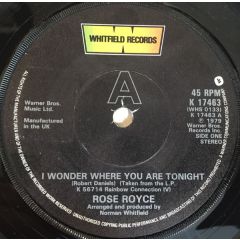 WHITFIELD RECORDS
A
45 RPM
K 17463
(WHS 0133)
K 17463 A
Ⓟ 1979
Warner Bros.
Records Inc.
SIDE ONE
STEREO
Warner Bros.
Music Ltd.
Manufactured
in the UK
I WONDER WHERE YOU ARE TONIGHT
(Robert Daniels) (Taken from the L.P.
K 56714 Rainbow Connection IV)
ROSE ROYCE
Arranged and produced by
Norman Whitfield